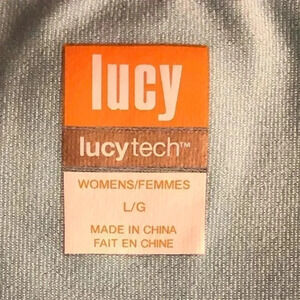 lucy
lucytech™
WOMENS/FEMMES
L/G
MADE IN CHINA
FAIT EN CHINE